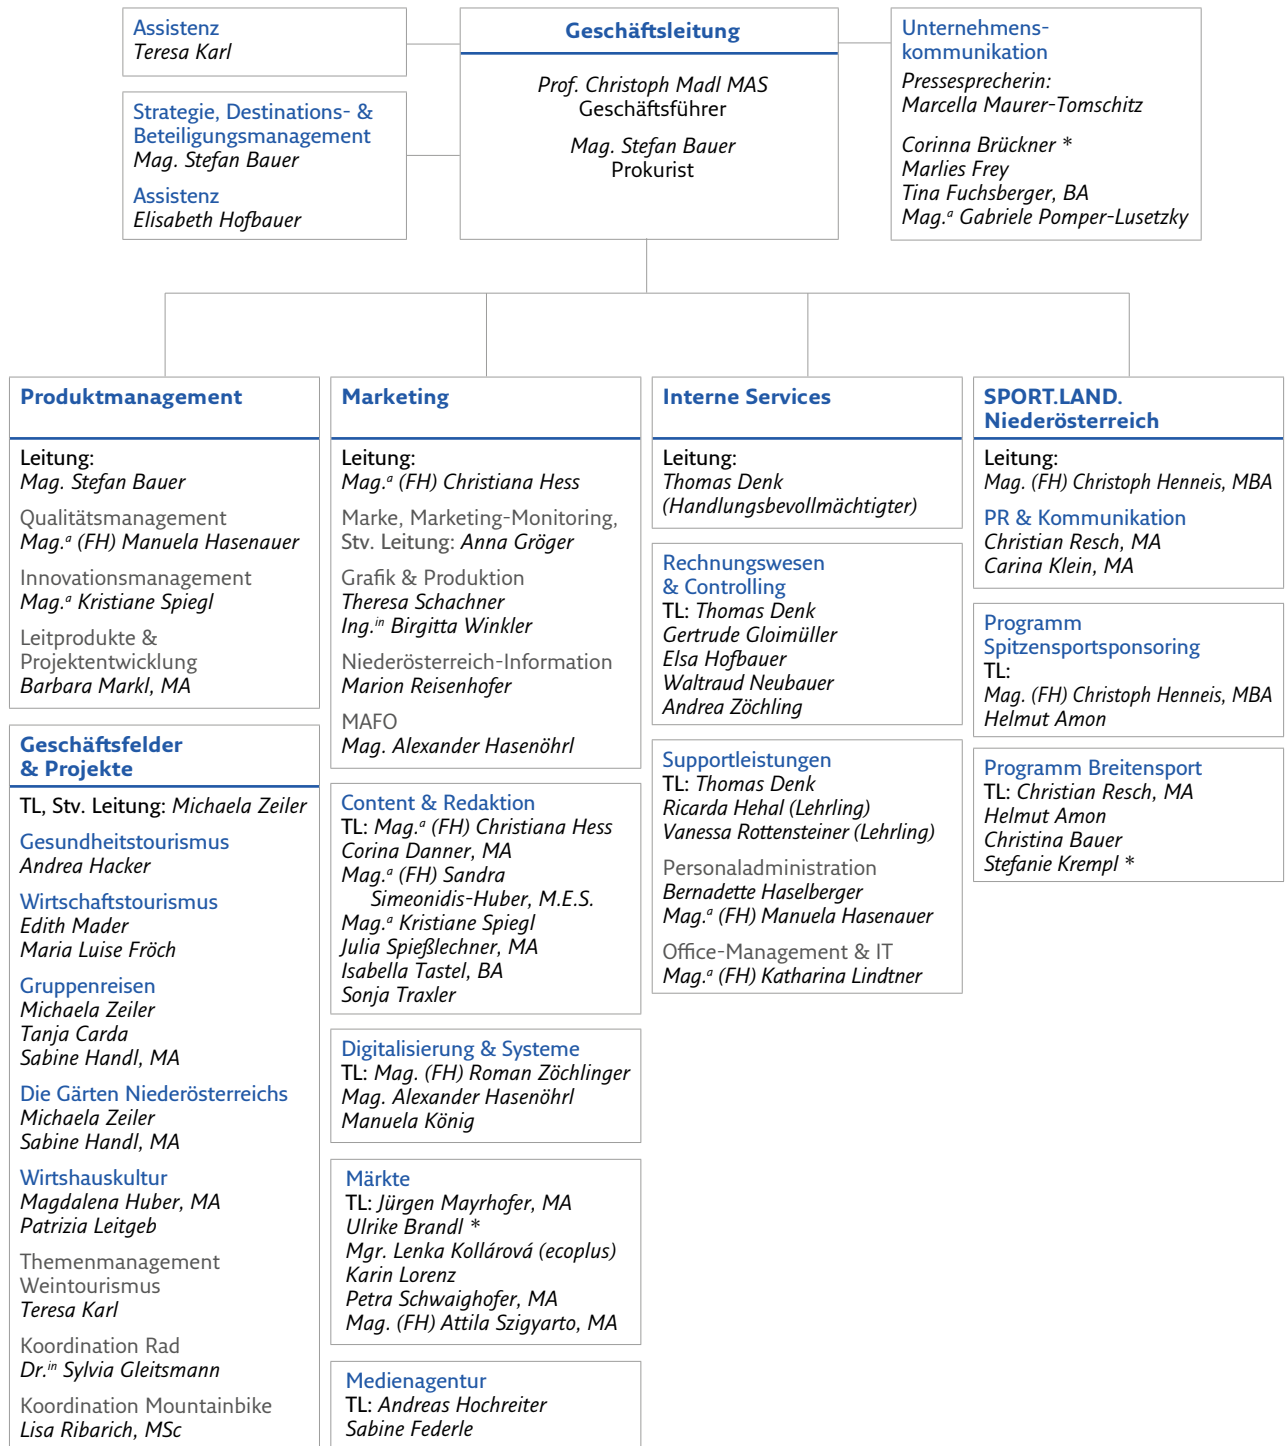 Assistenz
Teresa Karl
Strategie, Destinations- &
Beteiligungsmanagement
Mag. Stefan Bauer
Assistenz
Elisabeth Hofbauer
Geschäftsleitung
Prof. Christoph Madl MAS
Geschäftsführer
Mag. Stefan Bauer
Prokurist
Unternehmens-
kommunikation
Pressesprecherin:
Marcella Maurer-Tomschitz
Corinna Brückner *
Marlies Frey
Tina Fuchsberger, BA
Mag.ª Gabriele Pomper-Lusetzky
Produktmanagement
Leitung:
Mag. Stefan Bauer
Qualitätsmanagement
Mag.ª (FH) Manuela Hasenauer
Innovationsmanagement
Mag.ª Kristiane Spiegl
Leitprodukte &
Projektentwicklung
Barbara Markl, MA
Geschäftsfelder
& Projekte
TL, Stv. Leitung: Michaela Zeiler
Gesundheitstourismus
Andrea Hacker
Wirtschaftstourismus
Edith Mader
Maria Luise Fröch
Gruppenreisen
Michaela Zeiler
Tanja Carda
Sabine Handl, MA
Die Gärten Niederösterreichs
Michaela Zeiler
Sabine Handl, MA
Wirtshauskultur
Magdalena Huber, MA
Patrizia Leitgeb
Themenmanagement
Weintourismus
Teresa Karl
Koordination Rad
Dr.ⁱⁿ Sylvia Gleitsmann
Koordination Mountainbike
Lisa Ribarich, MSc
Marketing
Leitung:
Mag.ª (FH) Christiana Hess
Marke, Marketing-Monitoring,
Stv. Leitung: Anna Gröger
Grafik & Produktion
Theresa Schachner
Ing.ⁱⁿ Birgitta Winkler
Niederösterreich-Information
Marion Reisenhofer
MAFO
Mag. Alexander Hasenöhrl
Content & Redaktion
TL: Mag.ª (FH) Christiana Hess
Corina Danner, MA
Mag.ª (FH) Sandra
Simeonidis-Huber, M.E.S.
Mag.ª Kristiane Spiegl
Julia Spießlechner, MA
Isabella Tastel, BA
Sonja Traxler
Digitalisierung & Systeme
TL: Mag. (FH) Roman Zöchlinger
Mag. Alexander Hasenöhrl
Manuela König
Märkte
TL: Jürgen Mayrhofer, MA
Ulrike Brandl *
Mgr. Lenka Kollárová (ecoplus)
Karin Lorenz
Petra Schwaighofer, MA
Mag. (FH) Attila Szigyarto, MA
Medienagentur
TL: Andreas Hochreiter
Sabine Federle
Interne Services
Leitung:
Thomas Denk
(Handlungsbevollmächtigter)
Rechnungswesen
& Controlling
TL: Thomas Denk
Gertrude Gloimüller
Elsa Hofbauer
Waltraud Neubauer
Andrea Zöchling
Supportleistungen
TL: Thomas Denk
Ricarda Hehal (Lehrling)
Vanessa Rottensteiner (Lehrling)
Personaladministration
Bernadette Haselberger
Mag.ª (FH) Manuela Hasenauer
Office-Management & IT
Mag.ª (FH) Katharina Lindtner
SPORT.LAND.
Niederösterreich
Leitung:
Mag. (FH) Christoph Henneis, MBA
PR & Kommunikation
Christian Resch, MA
Carina Klein, MA
Programm
Spitzensportsponsoring
TL:
Mag. (FH) Christoph Henneis, MBA
Helmut Amon
Programm Breitensport
TL: Christian Resch, MA
Helmut Amon
Christina Bauer
Stefanie Krempl *